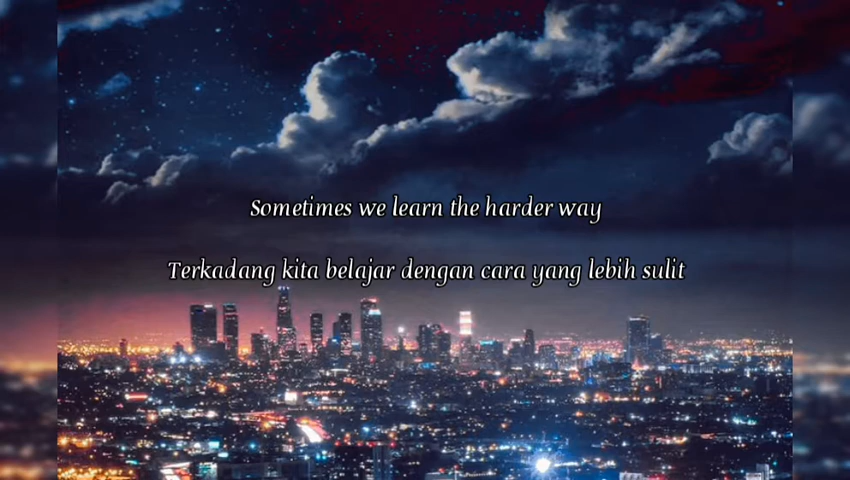 Sometimes we learn the harder way
Terkadang kita belajar dengan cara yang lebih sulit